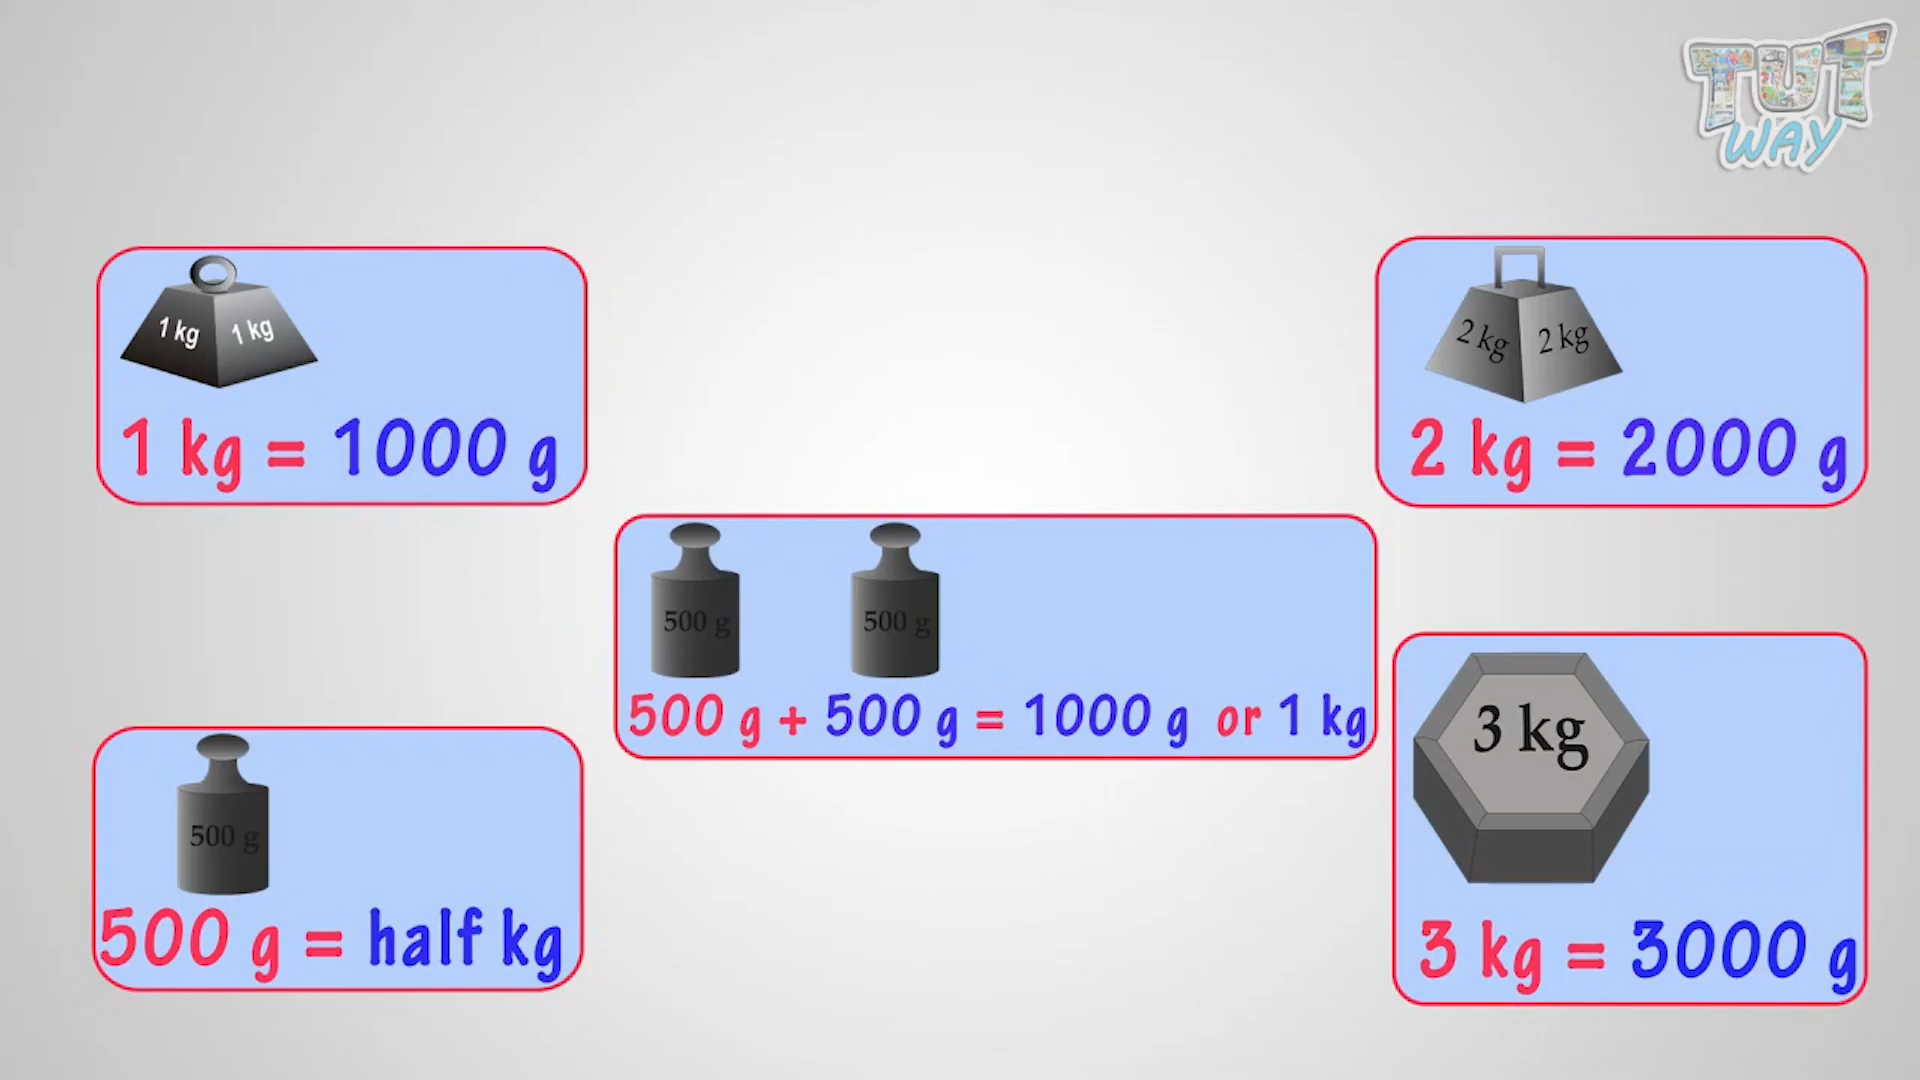 TUT
WAY
1 kg 1 kg
1 kg = 1000 g
2 kg 2 kg
2 kg = 2000 g
500 g 500 g
500 g + 500 g = 1000 g or 1 kg
500 g
500 g = half kg
3 kg
3 kg = 3000 g